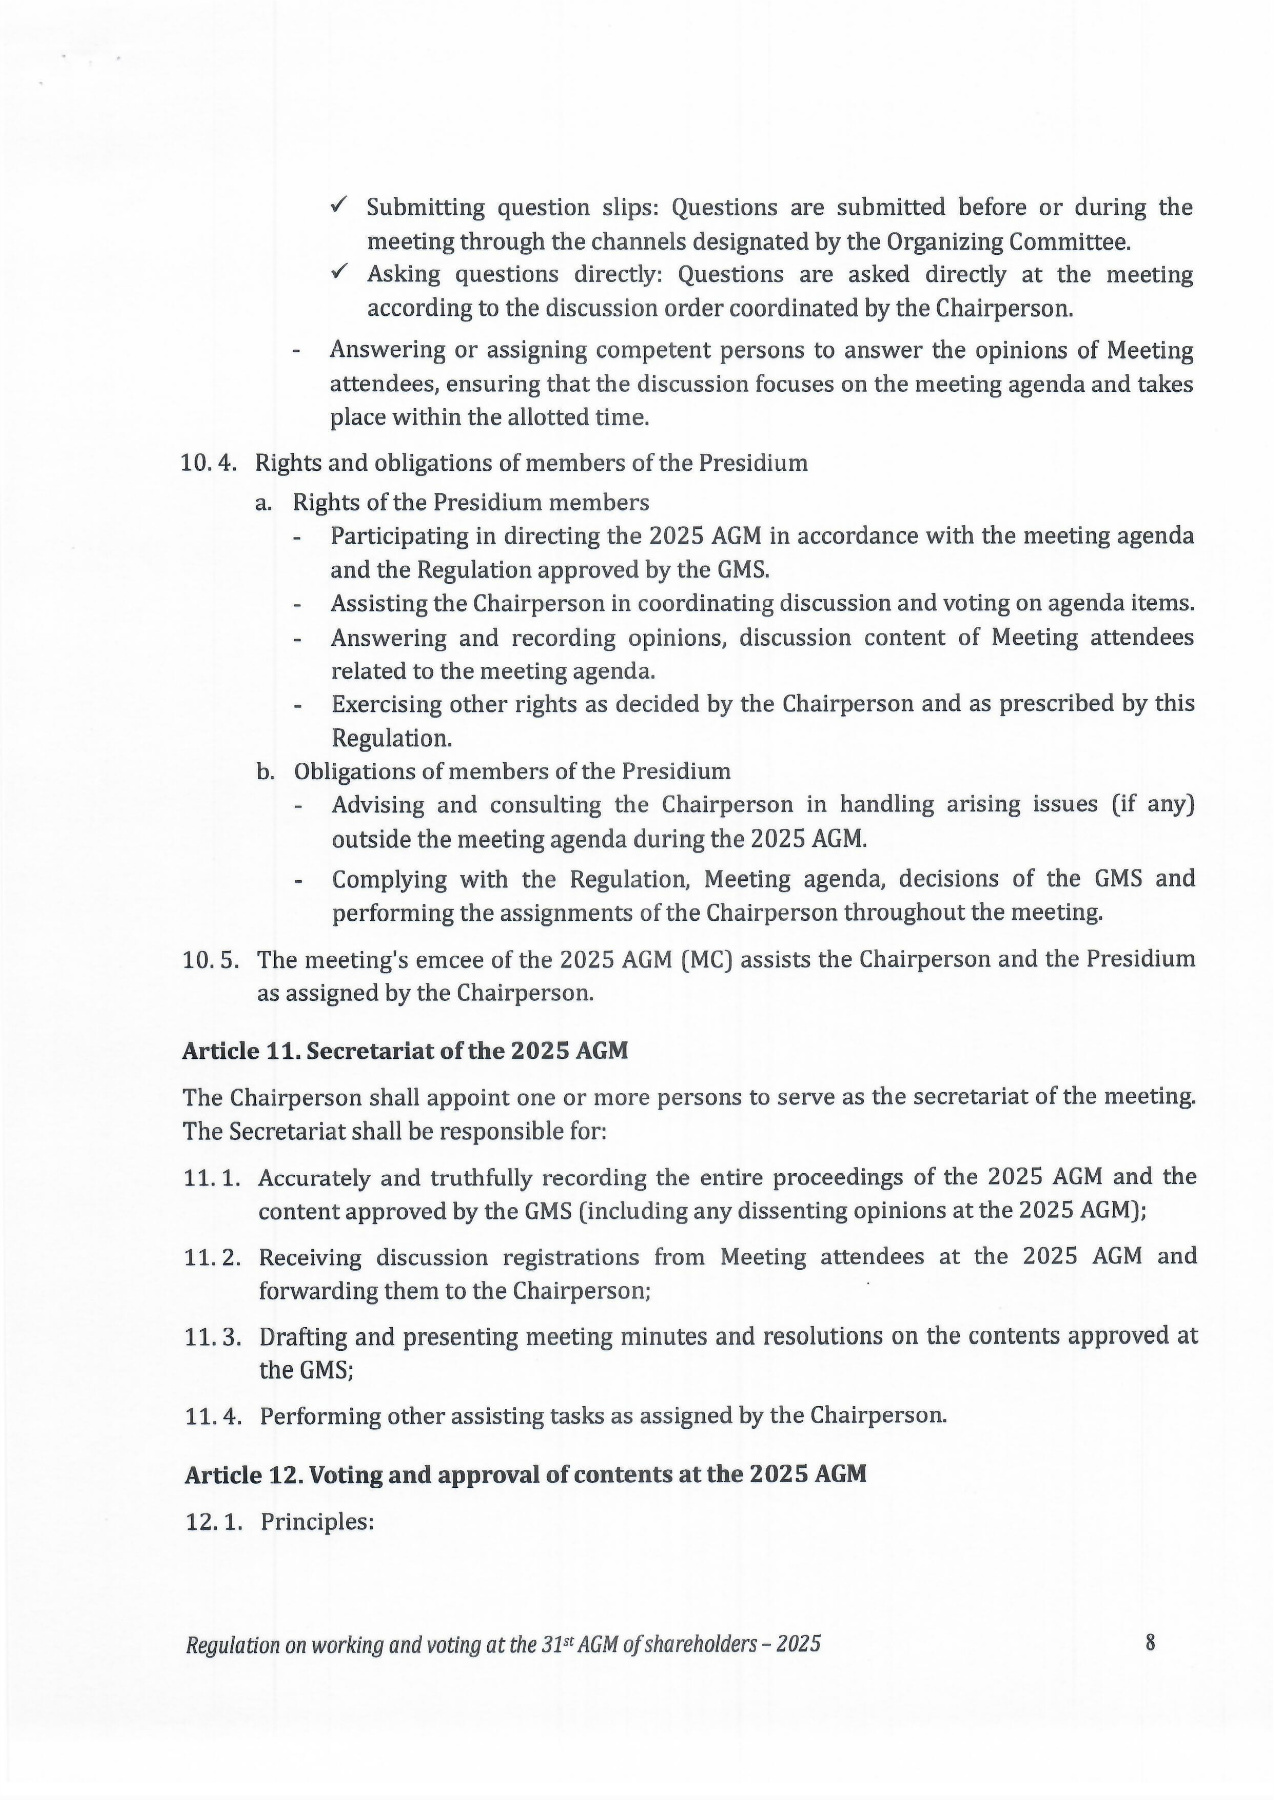 ✓ Submitting question slips: Questions are submitted before or during the
meeting through the channels designated by the Organizing Committee.
✓ Asking questions directly: Questions are asked directly at the meeting
according to the discussion order coordinated by the Chairperson.
- Answering or assigning competent persons to answer the opinions of Meeting
attendees, ensuring that the discussion focuses on the meeting agenda and takes
place within the allotted time.
10. 4. Rights and obligations of members of the Presidium
a. Rights of the Presidium members
- Participating in directing the 2025 AGM in accordance with the meeting agenda
and the Regulation approved by the GMS.
- Assisting the Chairperson in coordinating discussion and voting on agenda items.
- Answering and recording opinions, discussion content of Meeting attendees
related to the meeting agenda.
- Exercising other rights as decided by the Chairperson and as prescribed by this
Regulation.
b. Obligations of members of the Presidium
- Advising and consulting the Chairperson in handling arising issues (if any)
outside the meeting agenda during the 2025 AGM.
- Complying with the Regulation, Meeting agenda, decisions of the GMS and
performing the assignments of the Chairperson throughout the meeting.
10. 5. The meeting's emcee of the 2025 AGM (MC) assists the Chairperson and the Presidium
as assigned by the Chairperson.
Article 11. Secretariat of the 2025 AGM
The Chairperson shall appoint one or more persons to serve as the secretariat of the meeting.
The Secretariat shall be responsible for:
11. 1. Accurately and truthfully recording the entire proceedings of the 2025 AGM and the
content approved by the GMS (including any dissenting opinions at the 2025 AGM);
11. 2. Receiving discussion registrations from Meeting attendees at the 2025 AGM and
forwarding them to the Chairperson;
11. 3. Drafting and presenting meeting minutes and resolutions on the contents approved at
the GMS;
11. 4. Performing other assisting tasks as assigned by the Chairperson.
Article 12. Voting and approval of contents at the 2025 AGM
12. 1. Principles:
Regulation on working and voting at the 31st AGM of shareholders – 2025 8